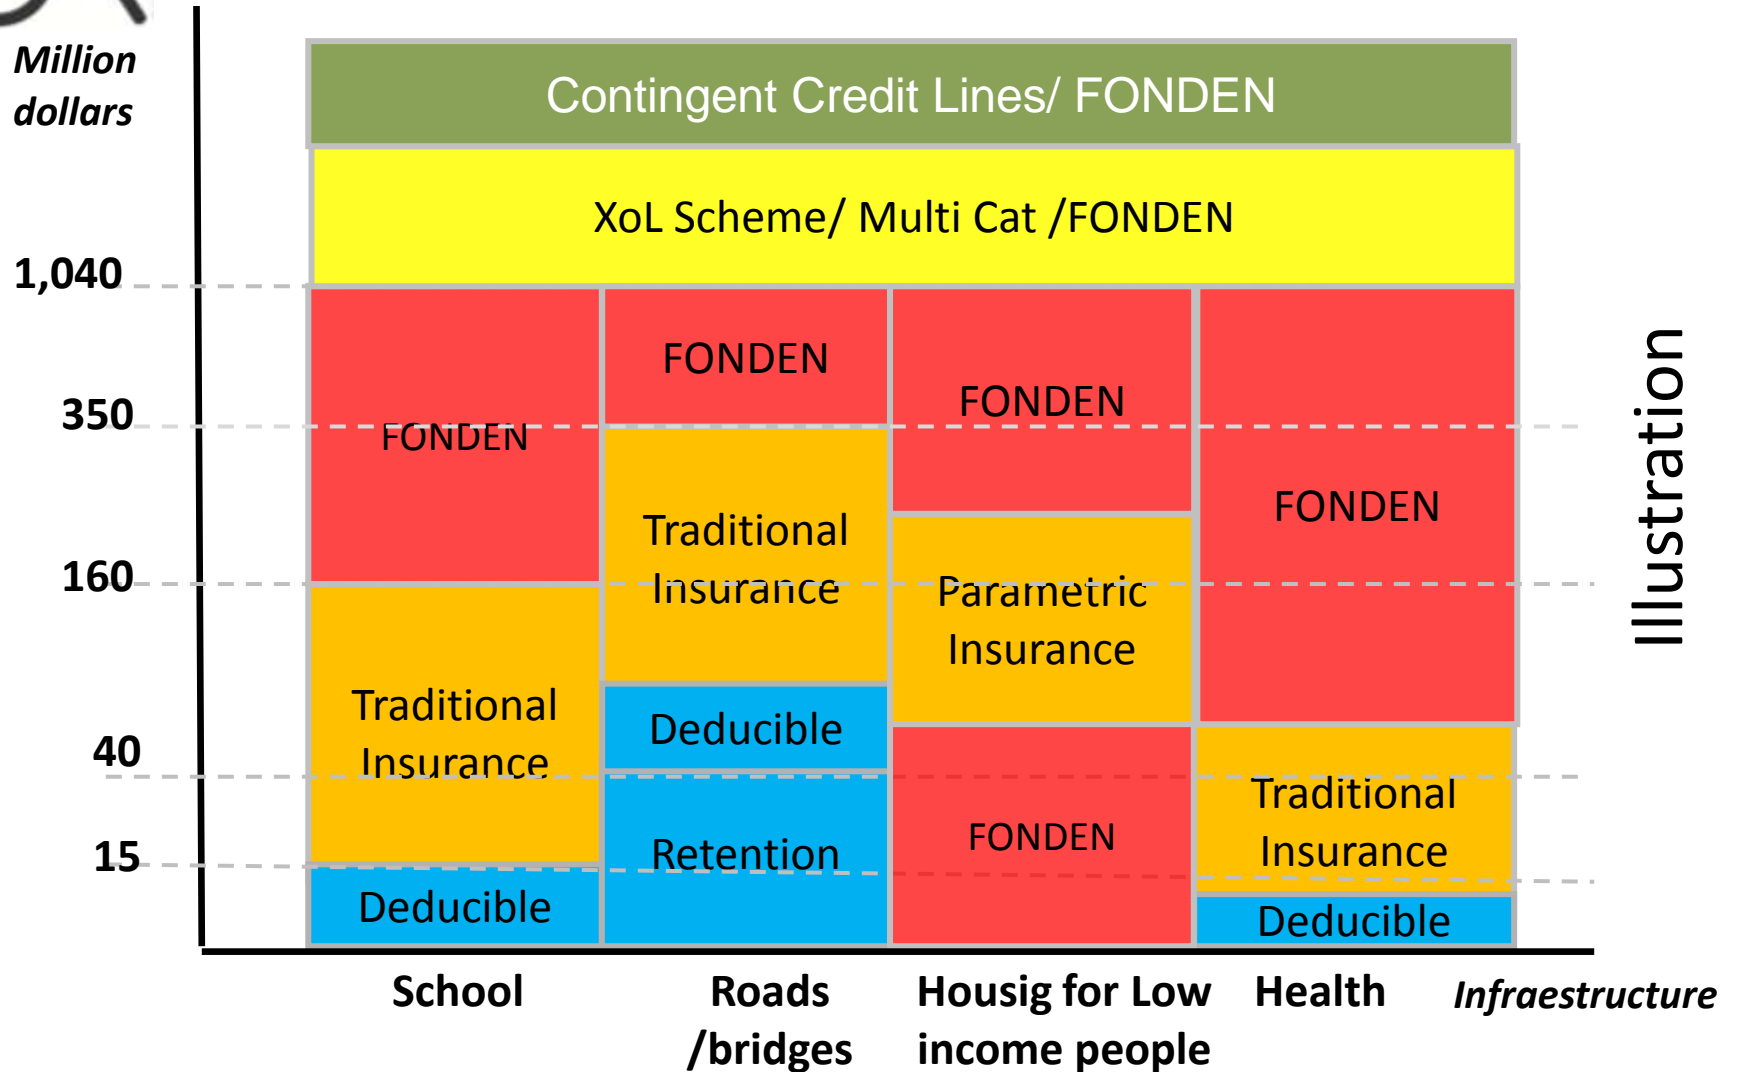 Million
dollars
Contingent Credit Lines/ FONDEN
XoL Scheme/ Multi Cat /FONDEN
1,040
350
160
40
15
FONDEN
Traditional
Insurance
Deducible
FONDEN
Traditional
Insurance
Deducible
Retention
FONDEN
Parametric
Insurance
FONDEN
FONDEN
Traditional
Insurance
Deducible
School
Roads
/bridges
Housig for Low
income people
Health
Infraestructure
Illustration